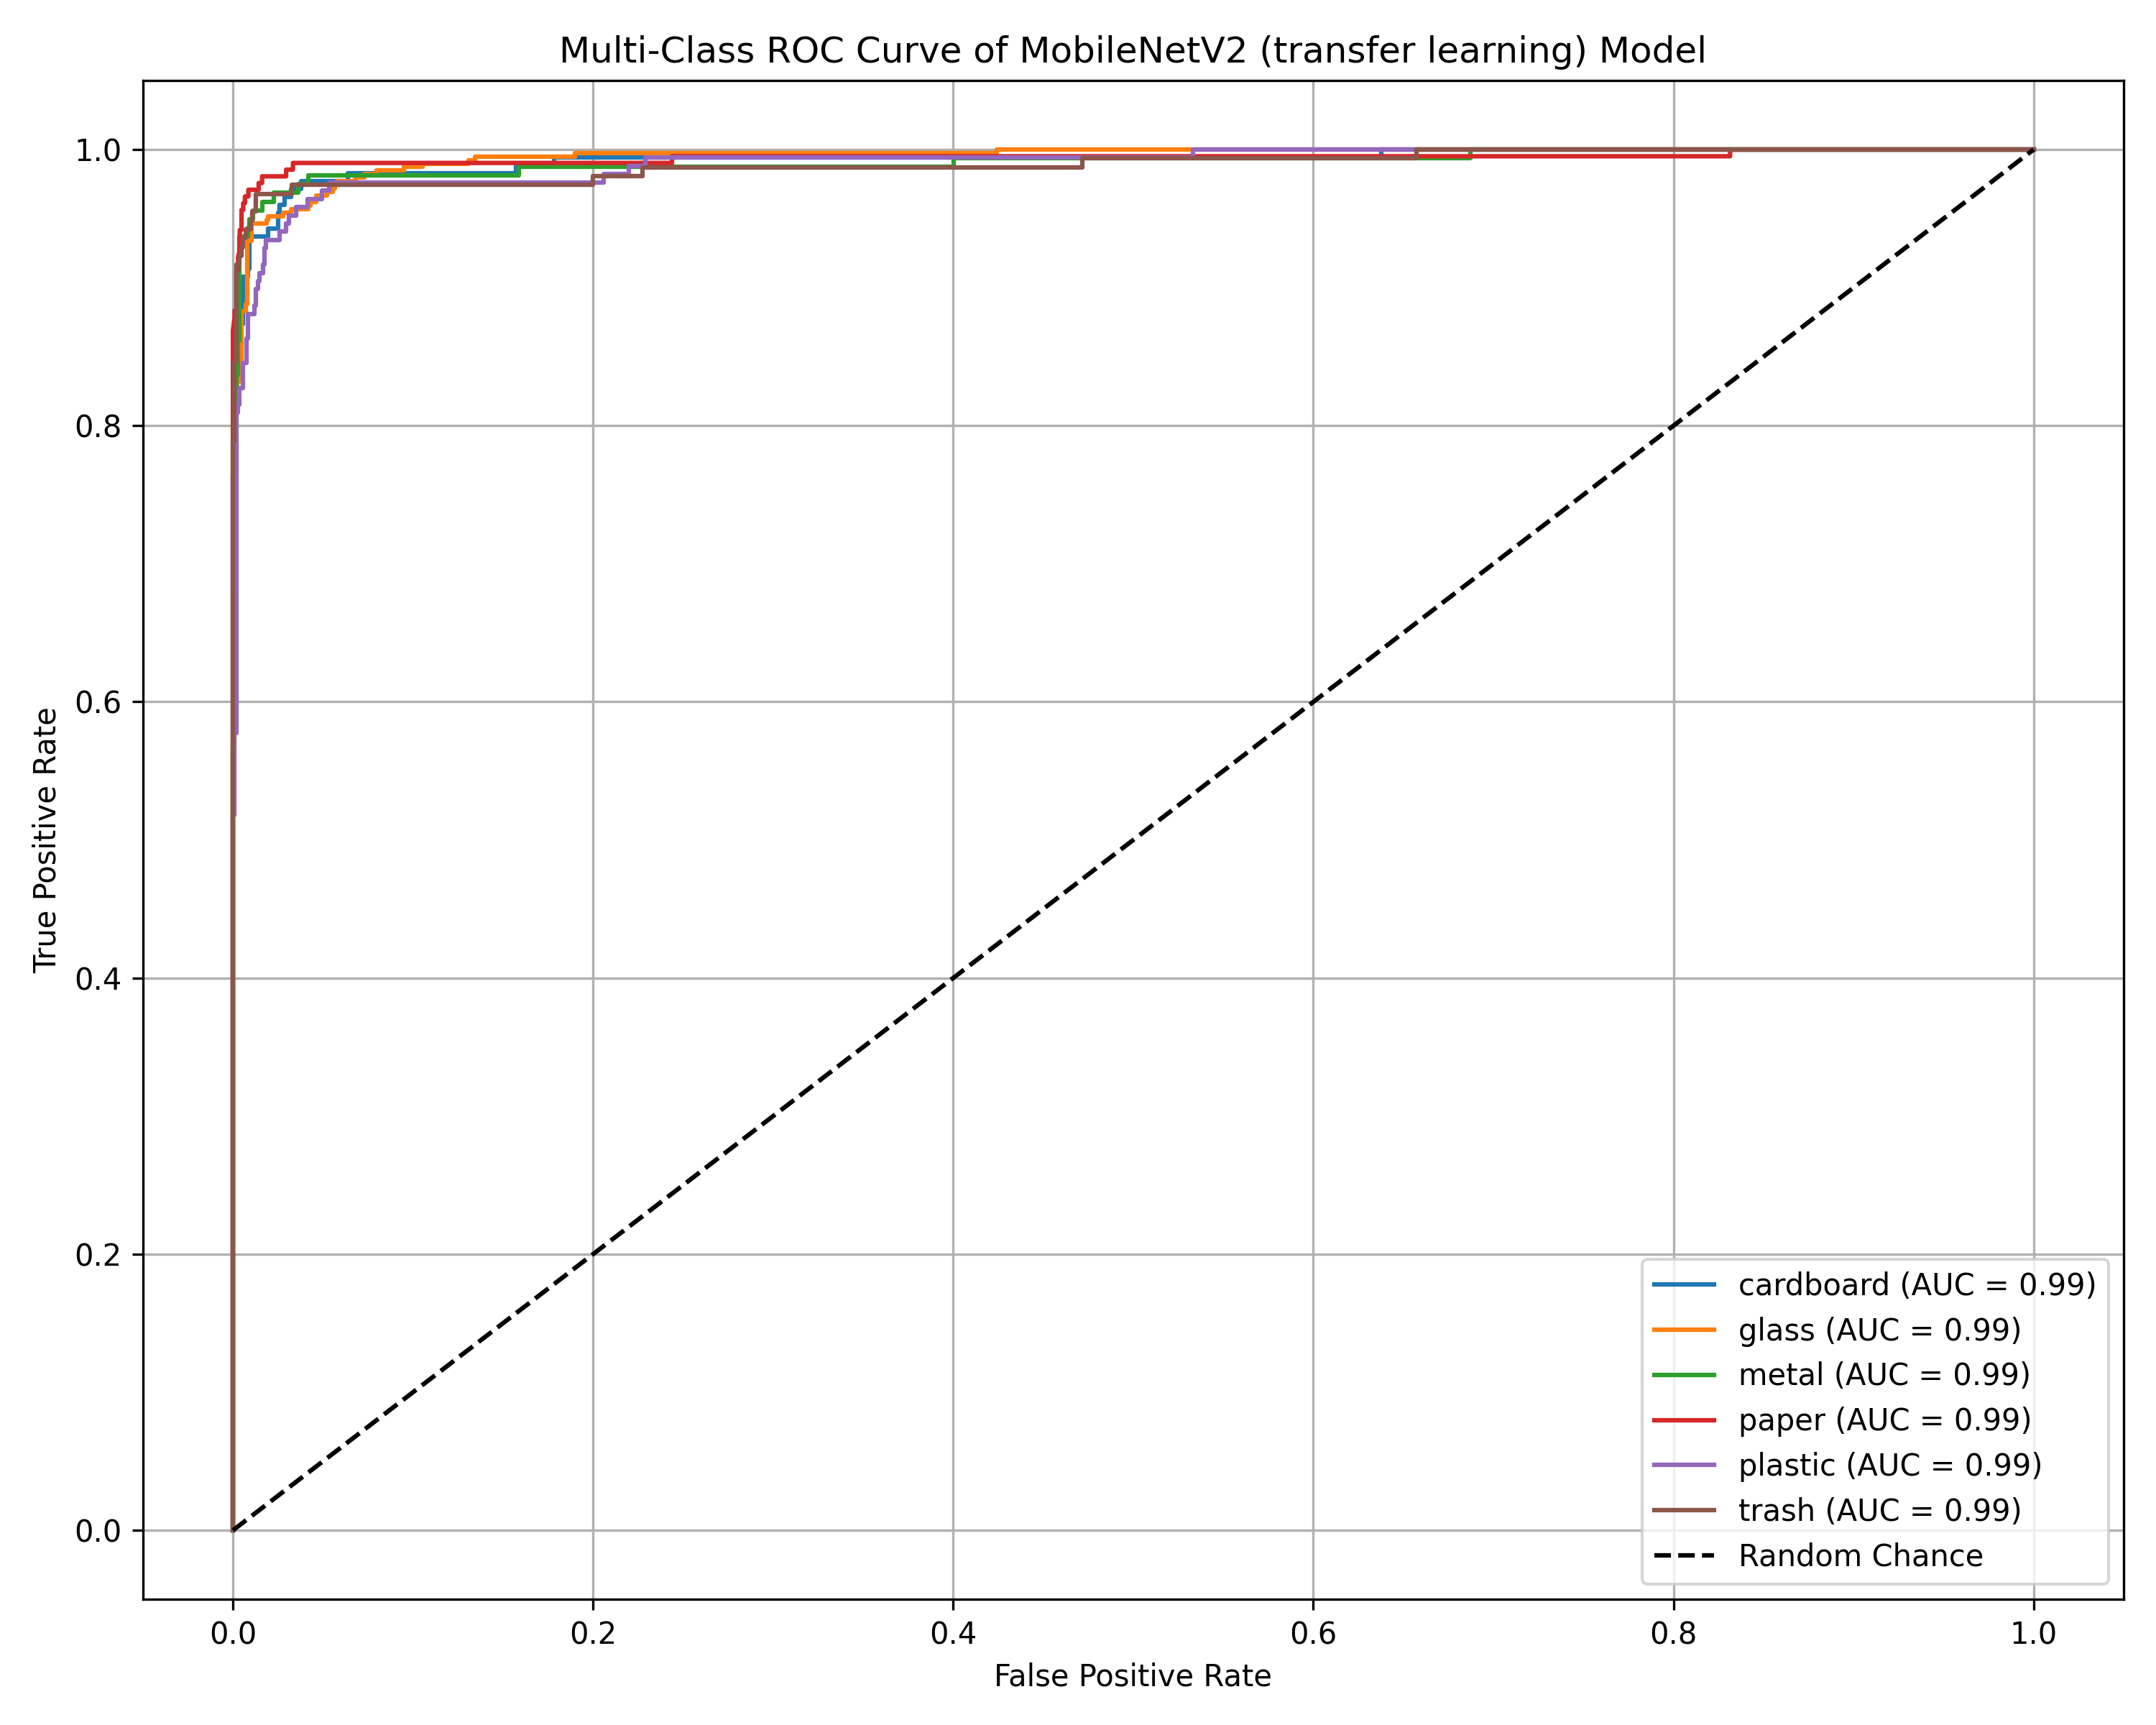 Multi-Class ROC Curve of MobileNetV2 (transfer learning) Model
True Positive Rate
1.0
0.8
0.6
0.4
0.2
0.0
cardboard (AUC = 0.99)
glass (AUC = 0.99)
metal (AUC = 0.99)
paper (AUC = 0.99)
plastic (AUC = 0.99)
trash (AUC = 0.99)
Random Chance
0.0 0.2 0.4 0.6 0.8 1.0
False Positive Rate